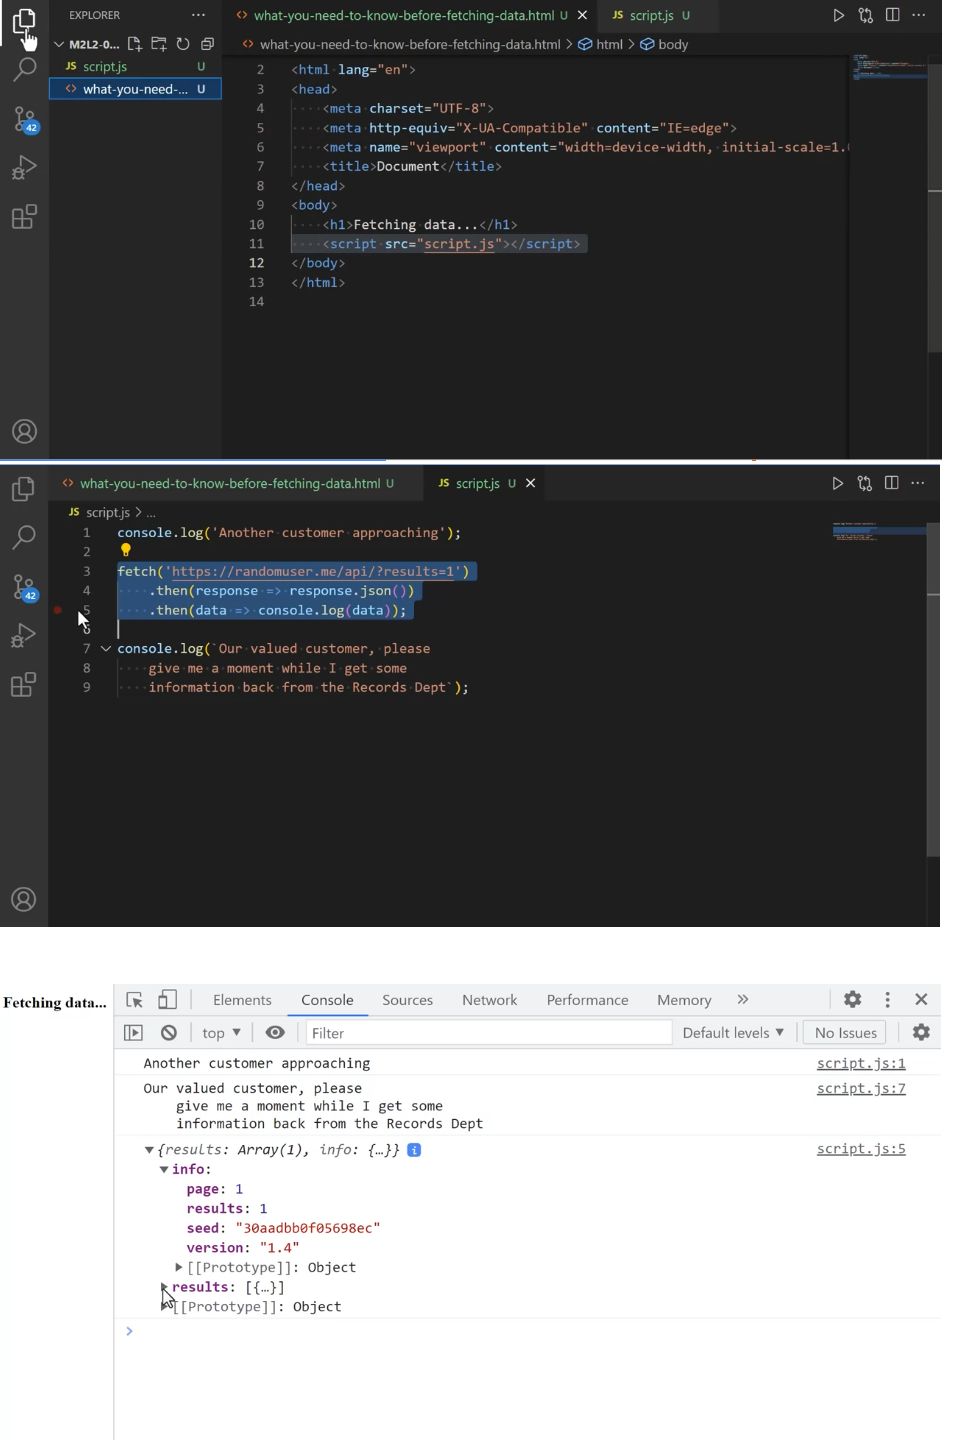 EXPLORER ···
what-you-need-to-know-before-fetching-data.html U
JS script.js U
···
M2L2-0...
what-you-need-to-know-before-fetching-data.html > html > body
JS script.js U
what-you-need-... U
42
2 <html lang="en">
3 <head>
4 <meta charset="UTF-8">
5 <meta http-equiv="X-UA-Compatible" content="IE=edge">
6 <meta name="viewport" content="width=device-width, initial-scale=1.
7 <title>Document</title>
8 </head>
9 <body>
10 <h1>Fetching data...</h1>
11 <script src="script.js"></script>
12 </body>
13 </html>
14
what-you-need-to-know-before-fetching-data.html U
JS script.js U
···
JS script.js > ...
42
1 console.log('Another customer approaching');
2
3 fetch('https://randomuser.me/api/?results=1')
4 .then(response => response.json())
5 .then(data => console.log(data));
6
7 console.log(`Our valued customer, please
8 give me a moment while I get some
9 information back from the Records Dept`);
Fetching data...
Elements Console Sources Network Performance Memory
top Filter Default levels No Issues
Another customer approaching script.js:1
Our valued customer, please script.js:7
give me a moment while I get some
information back from the Records Dept
{results: Array(1), info: {…}} i script.js:5
info:
page: 1
results: 1
seed: "30aadbb0f05698ec"
version: "1.4"
[[Prototype]]: Object
results: [{…}]
[[Prototype]]: Object
>